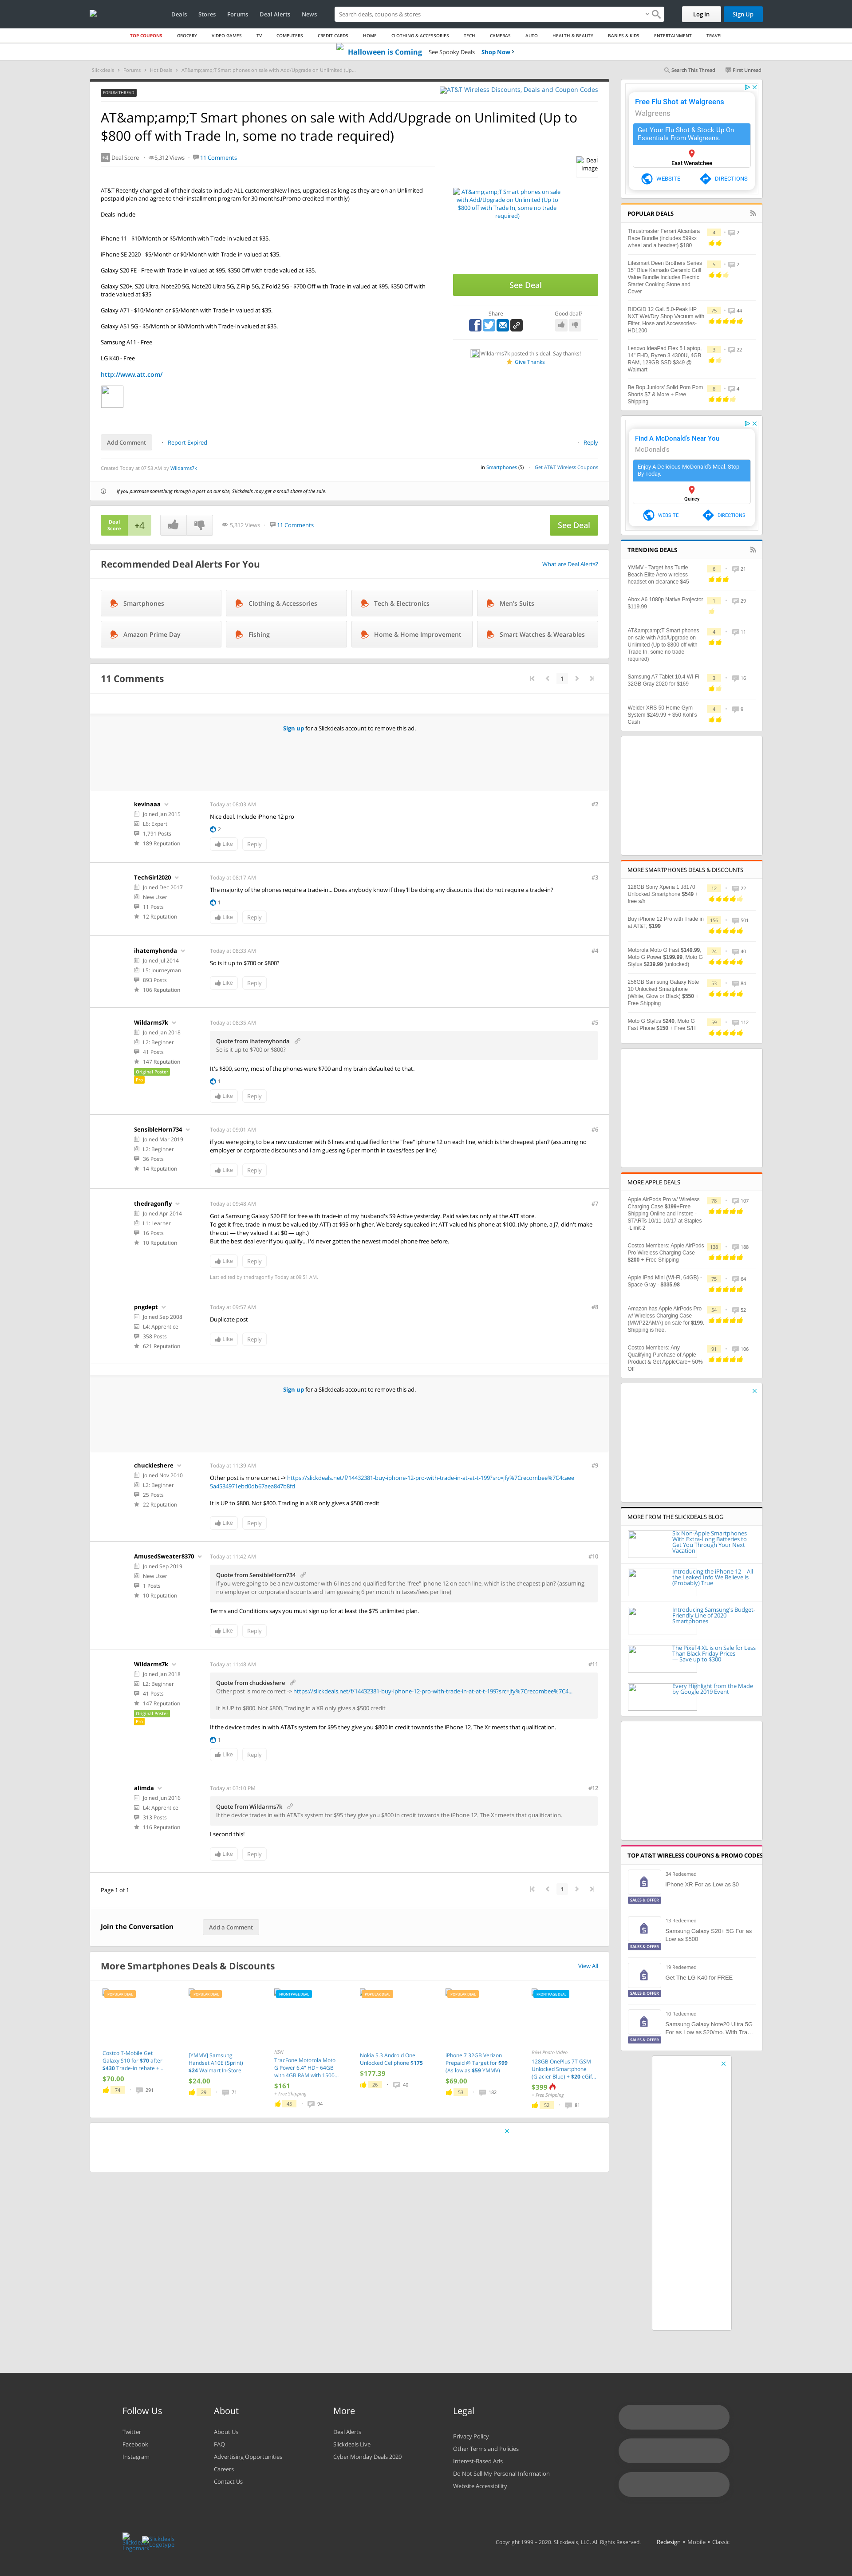 Deals
Stores
Forums
Deal Alerts
News
Search deals, coupons & stores
Log In
Sign Up
TOP COUPONS
GROCERY
VIDEO GAMES
TV
COMPUTERS
CREDIT CARDS
HOME
CLOTHING & ACCESSORIES
TECH
CAMERAS
AUTO
HEALTH & BEAUTY
BABIES & KIDS
ENTERTAINMENT
TRAVEL
Halloween is Coming See Spooky Deals Shop Now ›
Slickdeals > Forums > Hot Deals > AT&amp;amp;T Smart phones on sale with Add/Upgrade on Unlimited (Up...
Search This Thread
First Unread
FORUM THREAD
AT&T Wireless Discounts, Deals and Coupon Codes
AT&amp;amp;T Smart phones on sale with Add/Upgrade on Unlimited (Up to
$800 off with Trade In, some no trade required)
+4 Deal Score
5,312 Views
11 Comments
Deal
Image
AT&T Recently changed all of their deals to include ALL customers(New lines, upgrades) as long as they are on an Unlimited
postpaid plan and agree to their installment program for 30 months.(Promo credited monthly)
Deals include -
iPhone 11 - $10/Month or $5/Month with Trade-in valued at $35.
iPhone SE 2020 - $5/Month or $0/Month with Trade-in valued at $35.
Galaxy S20 FE - Free with Trade-in valued at $95. $350 Off with trade valued at $35.
Galaxy S20+, S20 Ultra, Note20 5G, Note20 Ultra 5G, Z Flip 5G, Z Fold2 5G - $700 Off with Trade-in valued at $95. $350 Off with
trade valued at $35
Galaxy A71 - $10/Month or $5/Month with Trade-in valued at $35.
Galaxy A51 5G - $5/Month or $0/Month with Trade-in valued at $35.
Samsung A11 - Free
LG K40 - Free
http://www.att.com/
AT&amp;amp;T Smart phones on sale
with Add/Upgrade on Unlimited (Up to
$800 off with Trade In, some no trade
required)
See Deal
Share
Good deal?
Wildarms7k posted this deal. Say thanks!
Give Thanks
Add Comment
Report Expired
Reply
Created Today at 07:53 AM by Wildarms7k
in Smartphones (5)
Get AT&T Wireless Coupons
If you purchase something through a post on our site, Slickdeals may get a small share of the sale.
Deal
Score
+4
5,312 Views
11 Comments
See Deal
Recommended Deal Alerts For You
What are Deal Alerts?
Smartphones
Clothing & Accessories
Tech & Electronics
Men's Suits
Amazon Prime Day
Fishing
Home & Home Improvement
Smart Watches & Wearables
11 Comments
1
Sign up for a Slickdeals account to remove this ad.
kevinaaa
Joined Jan 2015
L6: Expert
1,791 Posts
189 Reputation
Today at 08:03 AM
#2
Nice deal. Include iPhone 12 pro
2
Like
Reply
TechGirl2020
Joined Dec 2017
New User
11 Posts
12 Reputation
Today at 08:17 AM
#3
The majority of the phones require a trade-in... Does anybody know if they'll be doing any discounts that do not require a trade-in?
1
Like
Reply
ihatemyhonda
Joined Jul 2014
L5: Journeyman
893 Posts
106 Reputation
Today at 08:33 AM
#4
So is it up to $700 or $800?
Like
Reply
Wildarms7k
Joined Jan 2018
L2: Beginner
41 Posts
147 Reputation
Original Poster
Pro
Today at 08:35 AM
#5
Quote from ihatemyhonda
So is it up to $700 or $800?
It's $800, sorry, most of the phones were $700 and my brain defaulted to that.
1
Like
Reply
SensibleHorn734
Joined Mar 2019
L2: Beginner
36 Posts
14 Reputation
Today at 09:01 AM
#6
if you were going to be a new customer with 6 lines and qualified for the "free" iphone 12 on each line, which is the cheapest plan? (assuming no
employer or corporate discounts and i am guessing 6 per month in taxes/fees per line)
Like
Reply
thedragonfly
Joined Apr 2014
L1: Learner
16 Posts
10 Reputation
Today at 09:48 AM
#7
Got a Samsung Galaxy S20 FE for free with trade-in of my husband's S9 Active yesterday. Paid sales tax only at the ATT store.
To get it free, trade-in must be valued (by ATT) at $95 or higher. We barely squeaked in; ATT valued his phone at $100. (My phone, a J7, didn't make
the cut — they valued it at $0 — ugh.)
But the best deal ever if you qualify... I'd never gotten the newest model phone free before.
Like
Reply
Last edited by thedragonfly Today at 09:51 AM.
pngdept
Joined Sep 2008
L4: Apprentice
358 Posts
621 Reputation
Today at 09:57 AM
#8
Duplicate post
Like
Reply
Sign up for a Slickdeals account to remove this ad.
chuckieshere
Joined Nov 2010
L2: Beginner
25 Posts
22 Reputation
Today at 11:39 AM
#9
Other post is more correct -> https://slickdeals.net/f/14432381-buy-iphone-12-pro-with-trade-in-at-at-t-199?src=jfy%7Crecombee%7C4caee
5a4534971ebd0db67aea847b8fd
It is UP to $800. Not $800. Trading in a XR only gives a $500 credit
Like
Reply
AmusedSweater8370
Joined Sep 2019
New User
1 Posts
10 Reputation
Today at 11:42 AM
#10
Quote from SensibleHorn734
if you were going to be a new customer with 6 lines and qualified for the "free" iphone 12 on each line, which is the cheapest plan? (assuming
no employer or corporate discounts and i am guessing 6 per month in taxes/fees per line)
Terms and Conditions says you must sign up for at least the $75 unlimited plan.
Like
Reply
Wildarms7k
Joined Jan 2018
L2: Beginner
41 Posts
147 Reputation
Original Poster
Pro
Today at 11:48 AM
#11
Quote from chuckieshere
Other post is more correct -> https://slickdeals.net/f/14432381-buy-iphone-12-pro-with-trade-in-at-at-t-199?src=jfy%7Crecombee%7C4...
It is UP to $800. Not $800. Trading in a XR only gives a $500 credit
If the device trades in with AT&Ts system for $95 they give you $800 in credit towards the iPhone 12. The Xr meets that qualification.
1
Like
Reply
alimda
Joined Jun 2016
L4: Apprentice
313 Posts
116 Reputation
Today at 03:10 PM
#12
Quote from Wildarms7k
If the device trades in with AT&Ts system for $95 they give you $800 in credit towards the iPhone 12. The Xr meets that qualification.
I second this!
Like
Reply
Page 1 of 1
1
Join the Conversation
Add a Comment
More Smartphones Deals & Discounts
View All
POPULAR DEAL
Costco T-Mobile Get
Galaxy S10 for $70 after
$430 Trade-In rebate +...
$70.00
74
291
POPULAR DEAL
[YMMV] Samsung
Handset A10E (Sprint)
$24 Walmart In-Store
$24.00
29
71
FRONTPAGE DEAL
HSN
TracFone Motorola Moto
G Power 6.4" HD+ 64GB
with 4GB RAM with 1500...
$161
+ Free Shipping
45
94
POPULAR DEAL
Nokia 5.3 Android One
Unlocked Cellphone $175
$177.39
26
40
POPULAR DEAL
iPhone 7 32GB Verizon
Prepaid @ Target for $99
(As low as $59 YMMV)
$69.00
53
182
FRONTPAGE DEAL
B&H Photo Video
128GB OnePlus 7T GSM
Unlocked Smartphone
(Glacier Blue) + $20 eGif...
$399
+ Free Shipping
52
81
Free Flu Shot at Walgreens
Walgreens
Get Your Flu Shot & Stock Up On
Essentials From Walgreens.
East Wenatchee
WEBSITE
DIRECTIONS
POPULAR DEALS
Thrustmaster Ferrari Alcantara
Race Bundle (includes 599xx
wheel and a headset) $180
4
2
Lifesmart Deen Brothers Series
15" Blue Kamado Ceramic Grill
Value Bundle Includes Electric
Starter Cooking Stone and
Cover
5
2
RIDGID 12 Gal. 5.0-Peak HP
NXT Wet/Dry Shop Vacuum with
Filter, Hose and Accessories-
HD1200
75
44
Lenovo IdeaPad Flex 5 Laptop,
14" FHD, Ryzen 3 4300U, 4GB
RAM, 128GB SSD $349 @
Walmart
3
22
Be Bop Juniors' Solid Pom Pom
Shorts $7 & More + Free
Shipping
8
4
Find A McDonald's Near You
McDonald's
Enjoy A Delicious McDonald's Meal. Stop
By Today.
Quincy
WEBSITE
DIRECTIONS
TRENDING DEALS
YMMV - Target has Turtle
Beach Elite Aero wireless
headset on clearance $45
6
21
Abox A6 1080p Native Projector
$119.99
1
29
AT&amp;amp;T Smart phones
on sale with Add/Upgrade on
Unlimited (Up to $800 off with
Trade In, some no trade
required)
4
11
Samsung A7 Tablet 10.4 Wi-Fi
32GB Gray 2020 for $169
3
16
Weider XRS 50 Home Gym
System $249.99 + $50 Kohl's
Cash
4
9
MORE SMARTPHONES DEALS & DISCOUNTS
128GB Sony Xperia 1 J8170
Unlocked Smartphone $549 +
free s/h
12
22
Buy iPhone 12 Pro with Trade in
at AT&T, $199
156
501
Motorola Moto G Fast $149.99,
Moto G Power $199.99, Moto G
Stylus $239.99 (unlocked)
24
40
256GB Samsung Galaxy Note
10 Unlocked Smartphone
(White, Glow or Black) $550 +
Free Shipping
53
84
Moto G Stylus $240, Moto G
Fast Phone $150 + Free S/H
59
112
MORE APPLE DEALS
Apple AirPods Pro w/ Wireless
Charging Case $199+Free
Shipping Online and Instore -
STARTs 10/11-10/17 at Staples
-Limit-2
78
107
Costco Members: Apple AirPods
Pro Wireless Charging Case
$200 + Free Shipping
138
188
Apple iPad Mini (Wi-Fi, 64GB) -
Space Gray - $335.98
75
64
Amazon has Apple AirPods Pro
w/ Wireless Charging Case
(MWP22AM/A) on sale for $199.
Shipping is free.
54
52
Costco Members: Any
Qualifying Purchase of Apple
Product & Get AppleCare+ 50%
Off
91
106
MORE FROM THE SLICKDEALS BLOG
Six Non-Apple Smartphones
With Extra-Long Batteries to
Get You Through Your Next
Vacation
Introducing the iPhone 12 – All
the Leaked Info We Believe is
(Probably) True
Introducing Samsung's Budget-
Friendly Line of 2020
Smartphones
The Pixel 4 XL is on Sale for Less
Than Black Friday Prices
— Save up to $300
Every Highlight from the Made
by Google 2019 Event
TOP AT&T WIRELESS COUPONS & PROMO CODES
34 Redeemed
iPhone XR For as Low as $0
SALES & OFFER
13 Redeemed
Samsung Galaxy S20+ 5G For as
Low as $500
SALES & OFFER
19 Redeemed
Get The LG K40 for FREE
SALES & OFFER
10 Redeemed
Samsung Galaxy Note20 Ultra 5G
For as Low as $20/mo. With Tra...
SALES & OFFER
Follow Us
Twitter
Facebook
Instagram
About
About Us
FAQ
Advertising Opportunities
Careers
Contact Us
More
Deal Alerts
Slickdeals Live
Cyber Monday Deals 2020
Legal
Privacy Policy
Other Terms and Policies
Interest-Based Ads
Do Not Sell My Personal Information
Website Accessibility
Copyright 1999 – 2020. Slickdeals, LLC. All Rights Reserved.
Redesign • Mobile • Classic